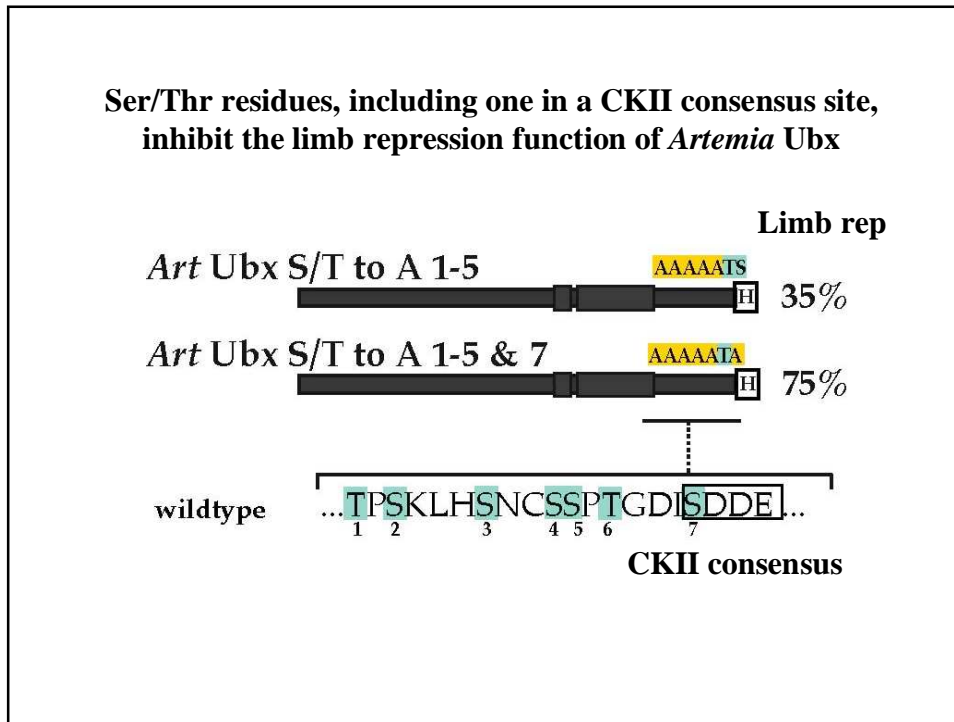 Ser/Thr residues, including one in a CKII consensus site,
inhibit the limb repression function of Artemia Ubx
Limb rep
Art Ubx S/T to A 1-5
AAAAATS
H 35%
Art Ubx S/T to A 1-5 & 7
AAAAATA
H 75%
wildtype ...TPSKLHSNCSSPTGDISDDE...
1 2 3 4 5 6 7
CKII consensus